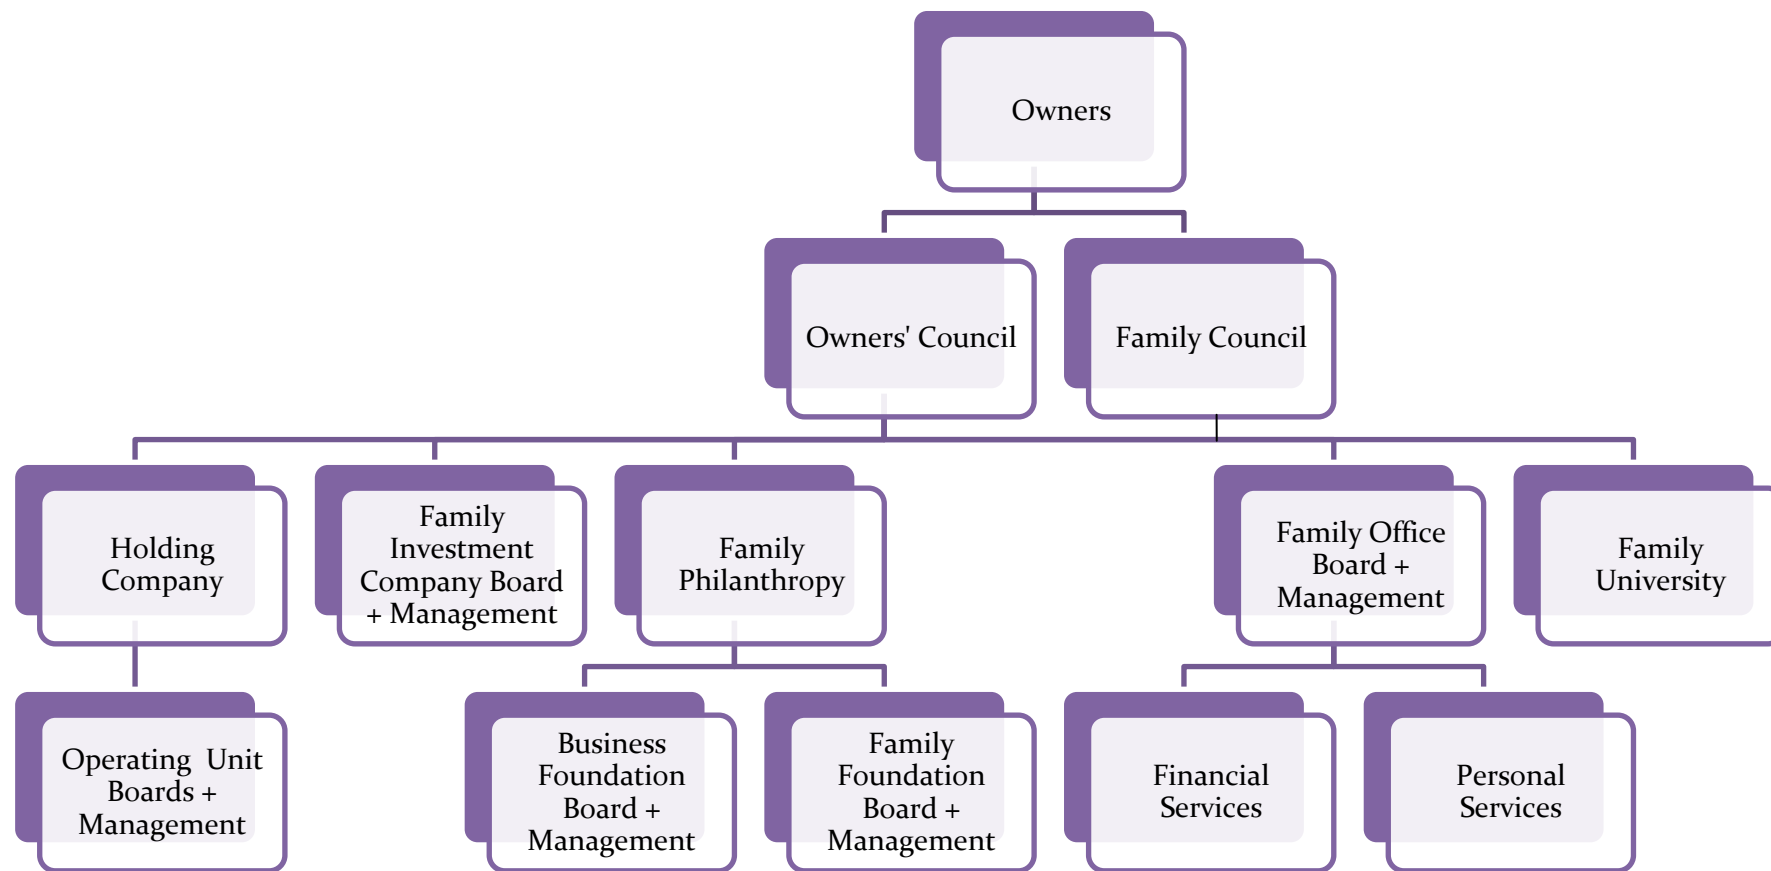 Owners
Owners' Council
Family Council
Holding
Company
Family
Investment
Company Board
+ Management
Family
Philanthropy
Family Office
Board +
Management
Family
University
Operating  Unit
Boards +
Management
Business
Foundation
Board +
Management
Family
Foundation
Board +
Management
Financial
Services
Personal
Services